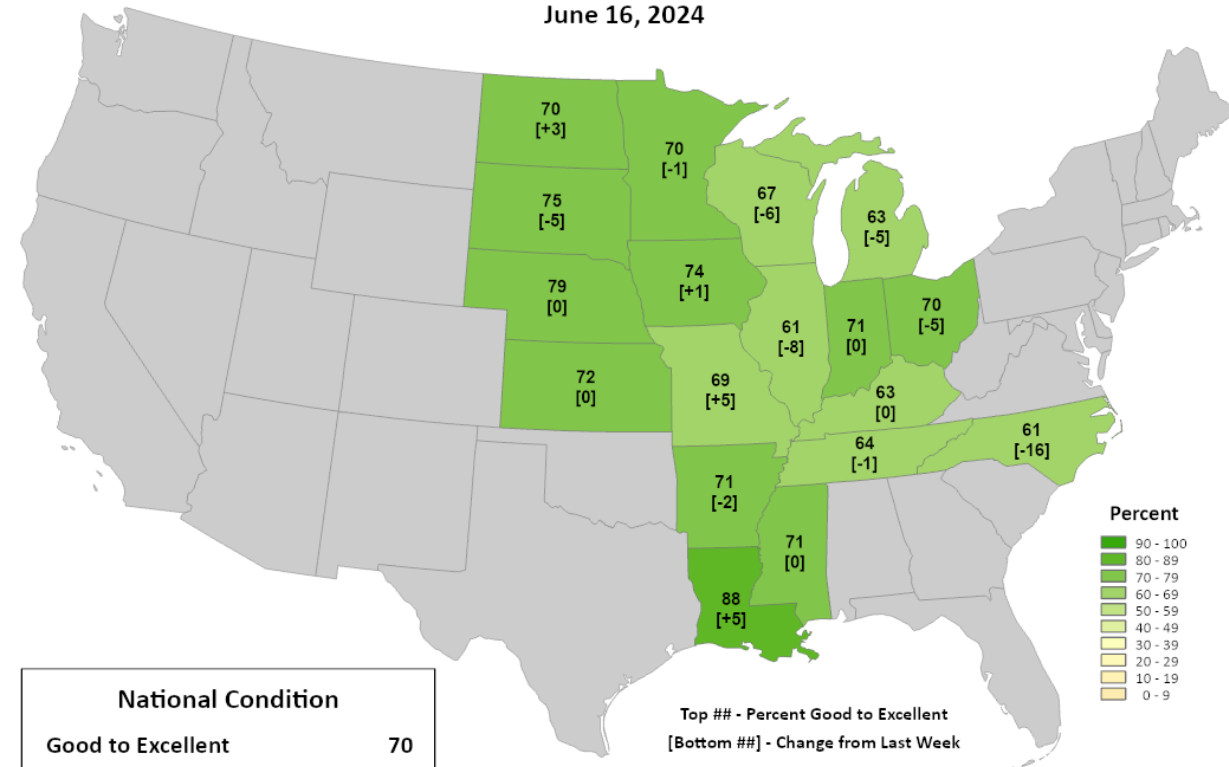 June 16, 2024
70
[+3]
70
[-1]
75
[-5]
67
[-6]
63
[-5]
79
[0]
74
[+1]
61
[-8]
71
[0]
70
[-5]
72
[0]
69
[+5]
63
[0]
64
[-1]
61
[-16]
71
[-2]
71
[0]
88
[+5]
Percent
90 - 100
80 - 89
70 - 79
60 - 69
50 - 59
40 - 49
30 - 39
20 - 29
10 - 19
0 - 9
National Condition
Good to Excellent 70
Top ## - Percent Good to Excellent
[Bottom ##] - Change from Last Week